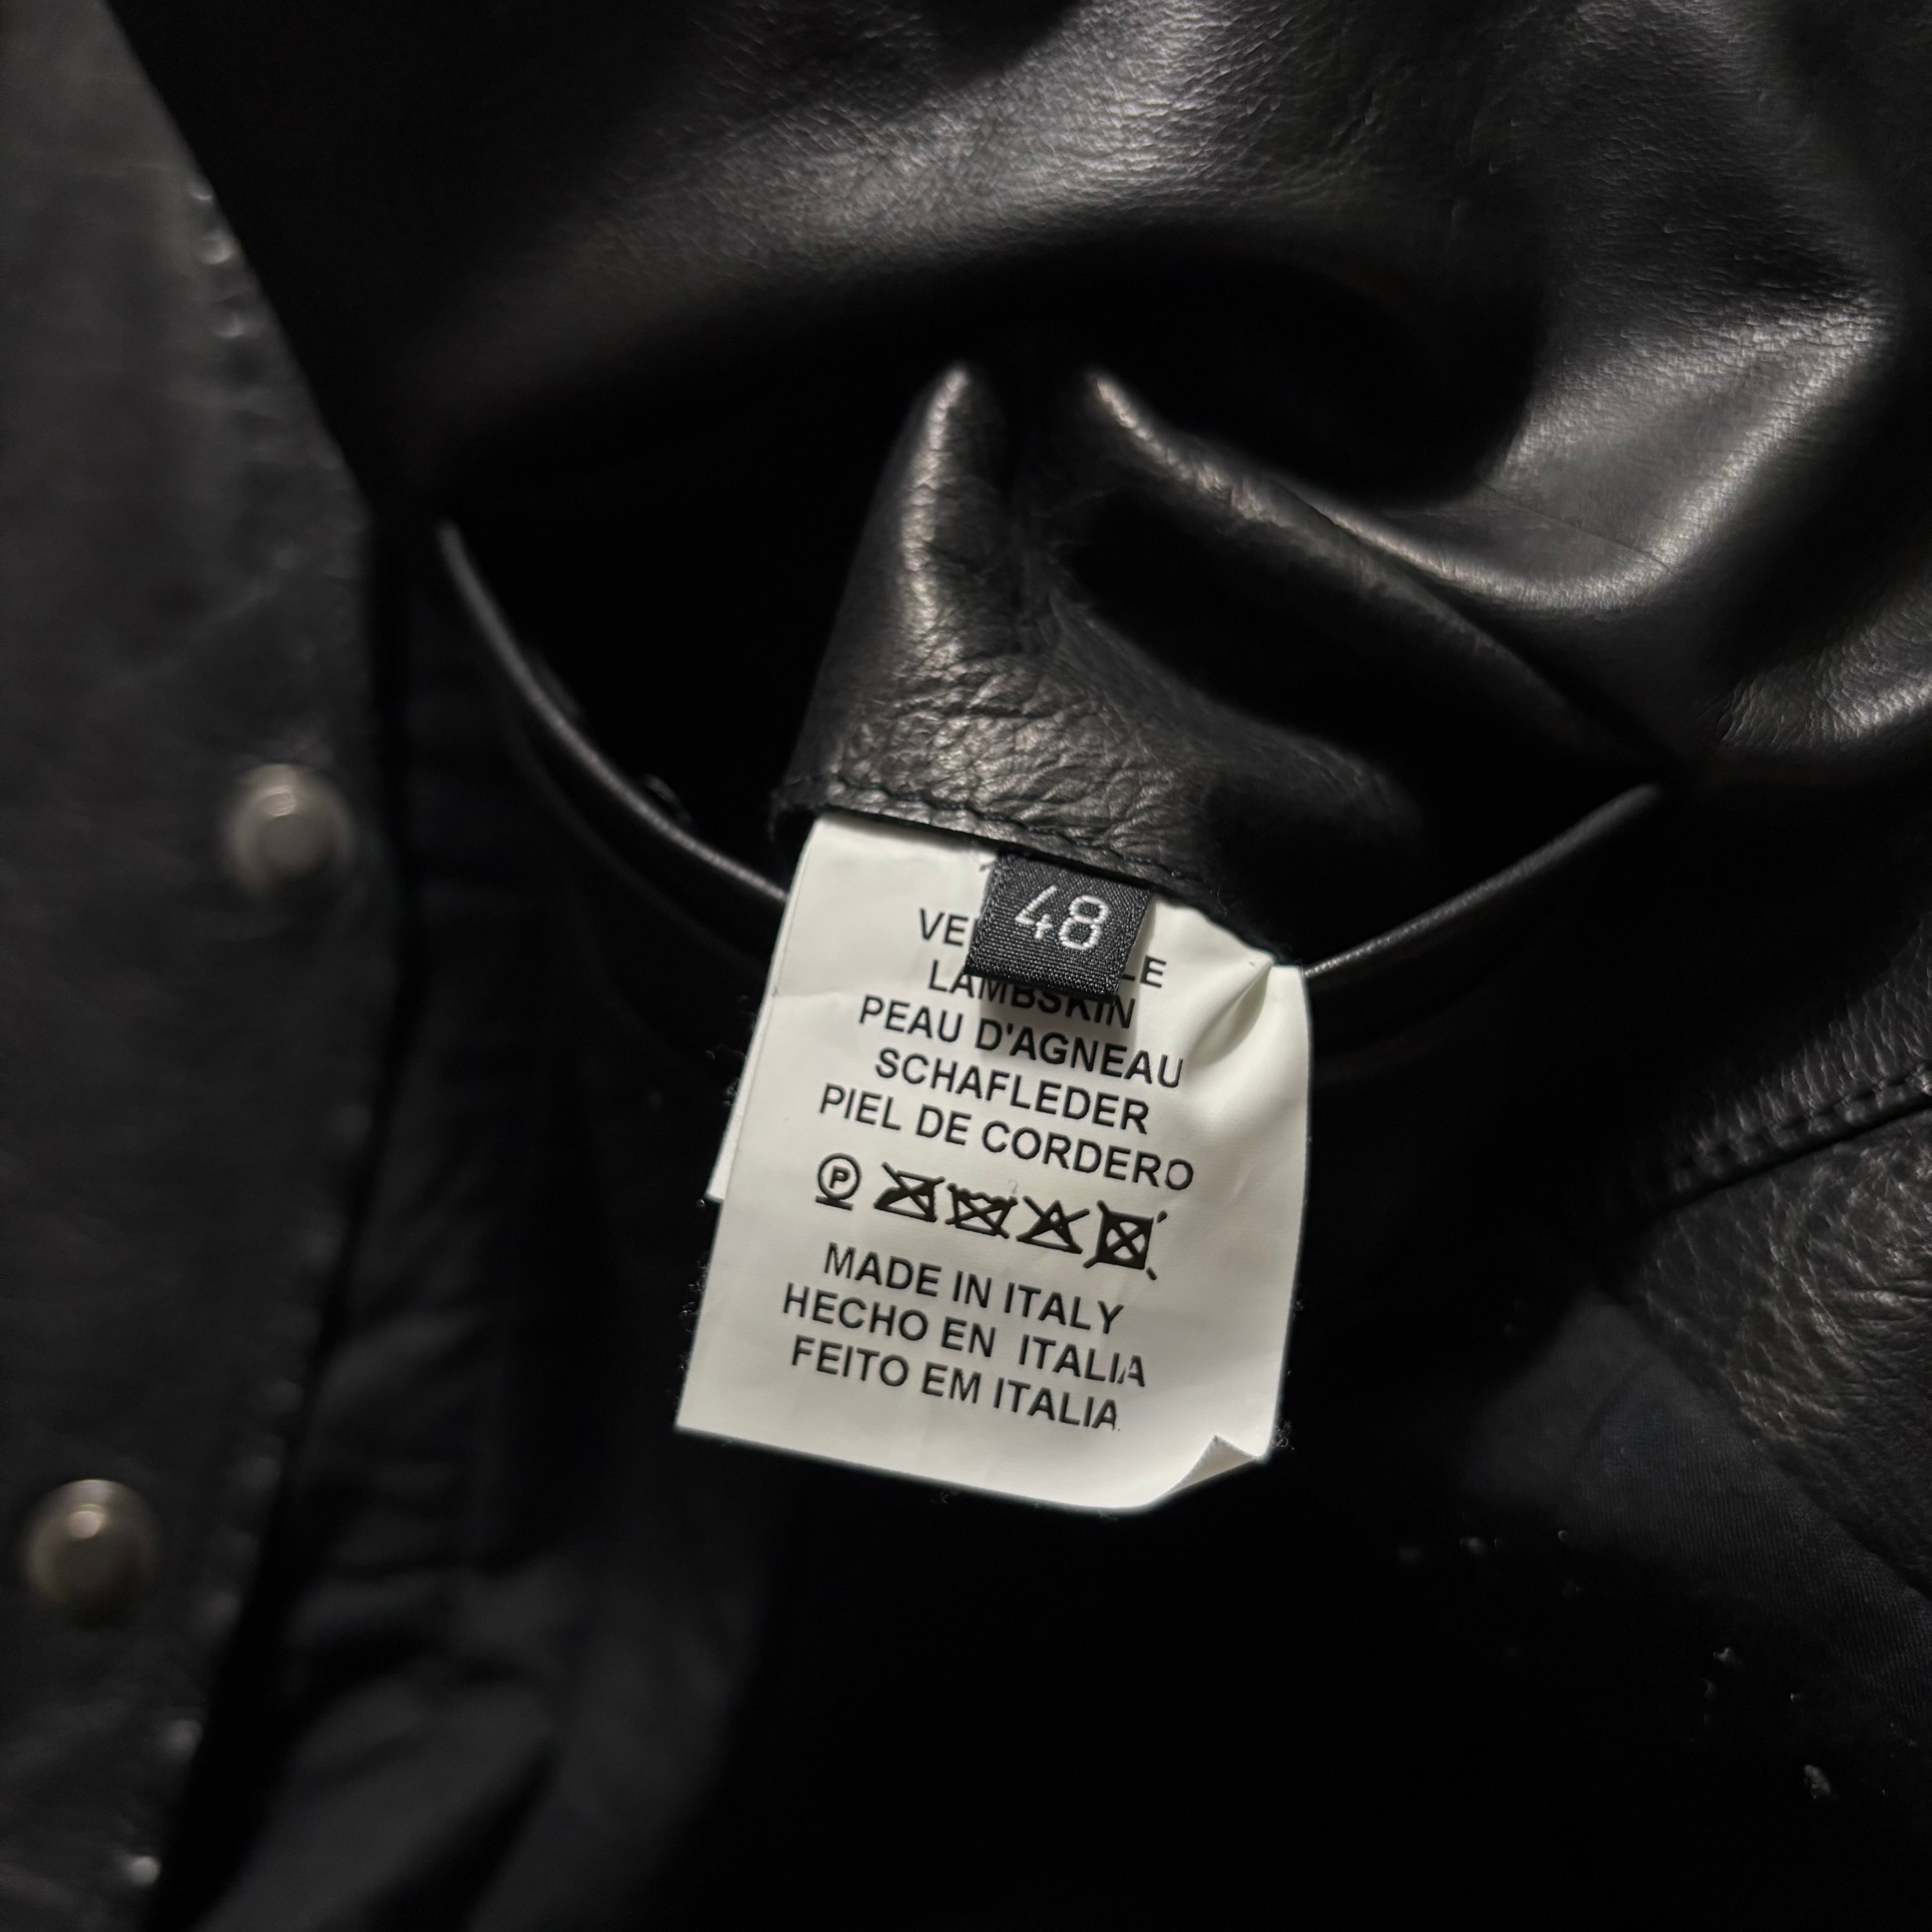 48
LAMBSKIN
PEAU D'AGNEAU
SCHAFLEDER
PIEL DE CORDERO
P
MADE IN ITALY
HECHO EN ITALIA
FEITO EM ITALIA